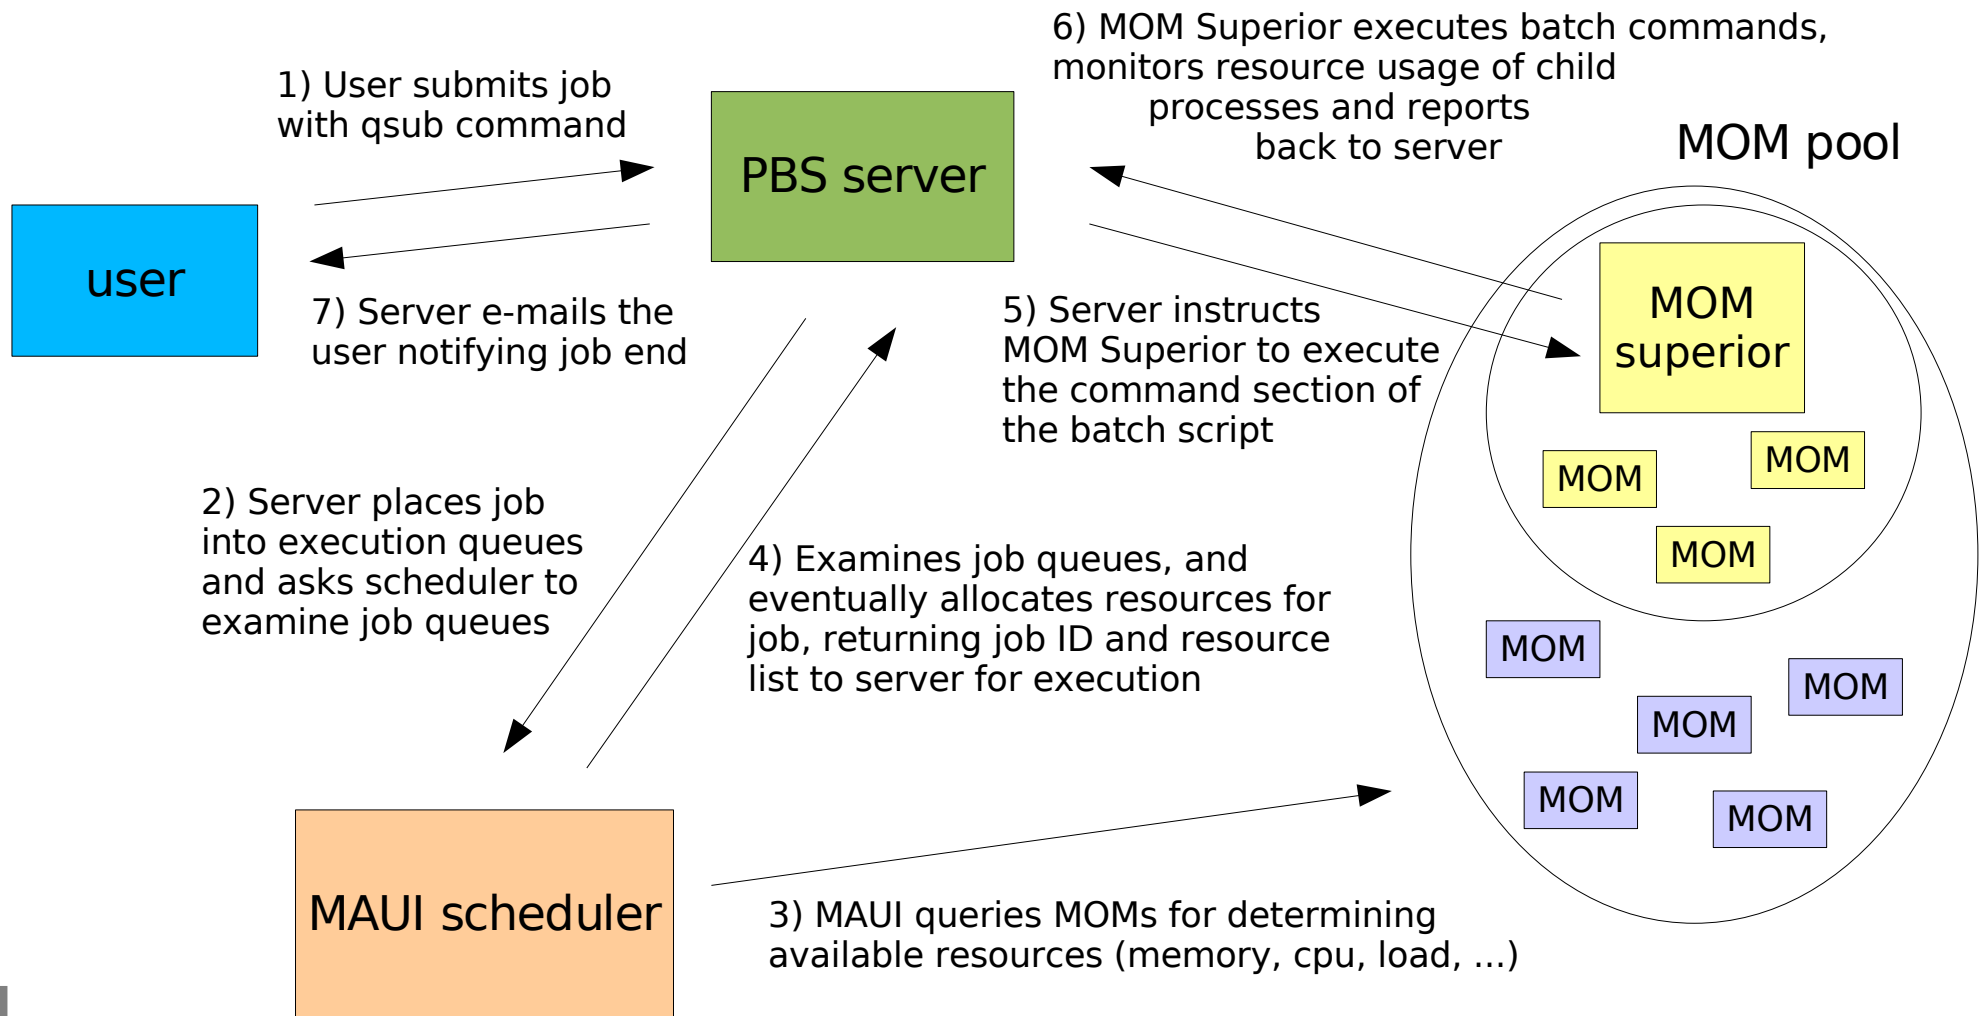 6) MOM Superior executes batch commands,
monitors resource usage of child
processes and reports
back to server
1) User submits job
with qsub command
PBS server
MOM pool
user
7) Server e-mails the
user notifying job end
5) Server instructs
MOM Superior to execute
the command section of
the batch script
MOM
superior
MOM
MOM
MOM
2) Server places job
into execution queues
and asks scheduler to
examine job queues
4) Examines job queues, and
eventually allocates resources for
job, returning job ID and resource
list to server for execution
MOM
MOM
MOM
MOM
MOM
MAUI scheduler
3) MAUI queries MOMs for determining
available resources (memory, cpu, load, ...)